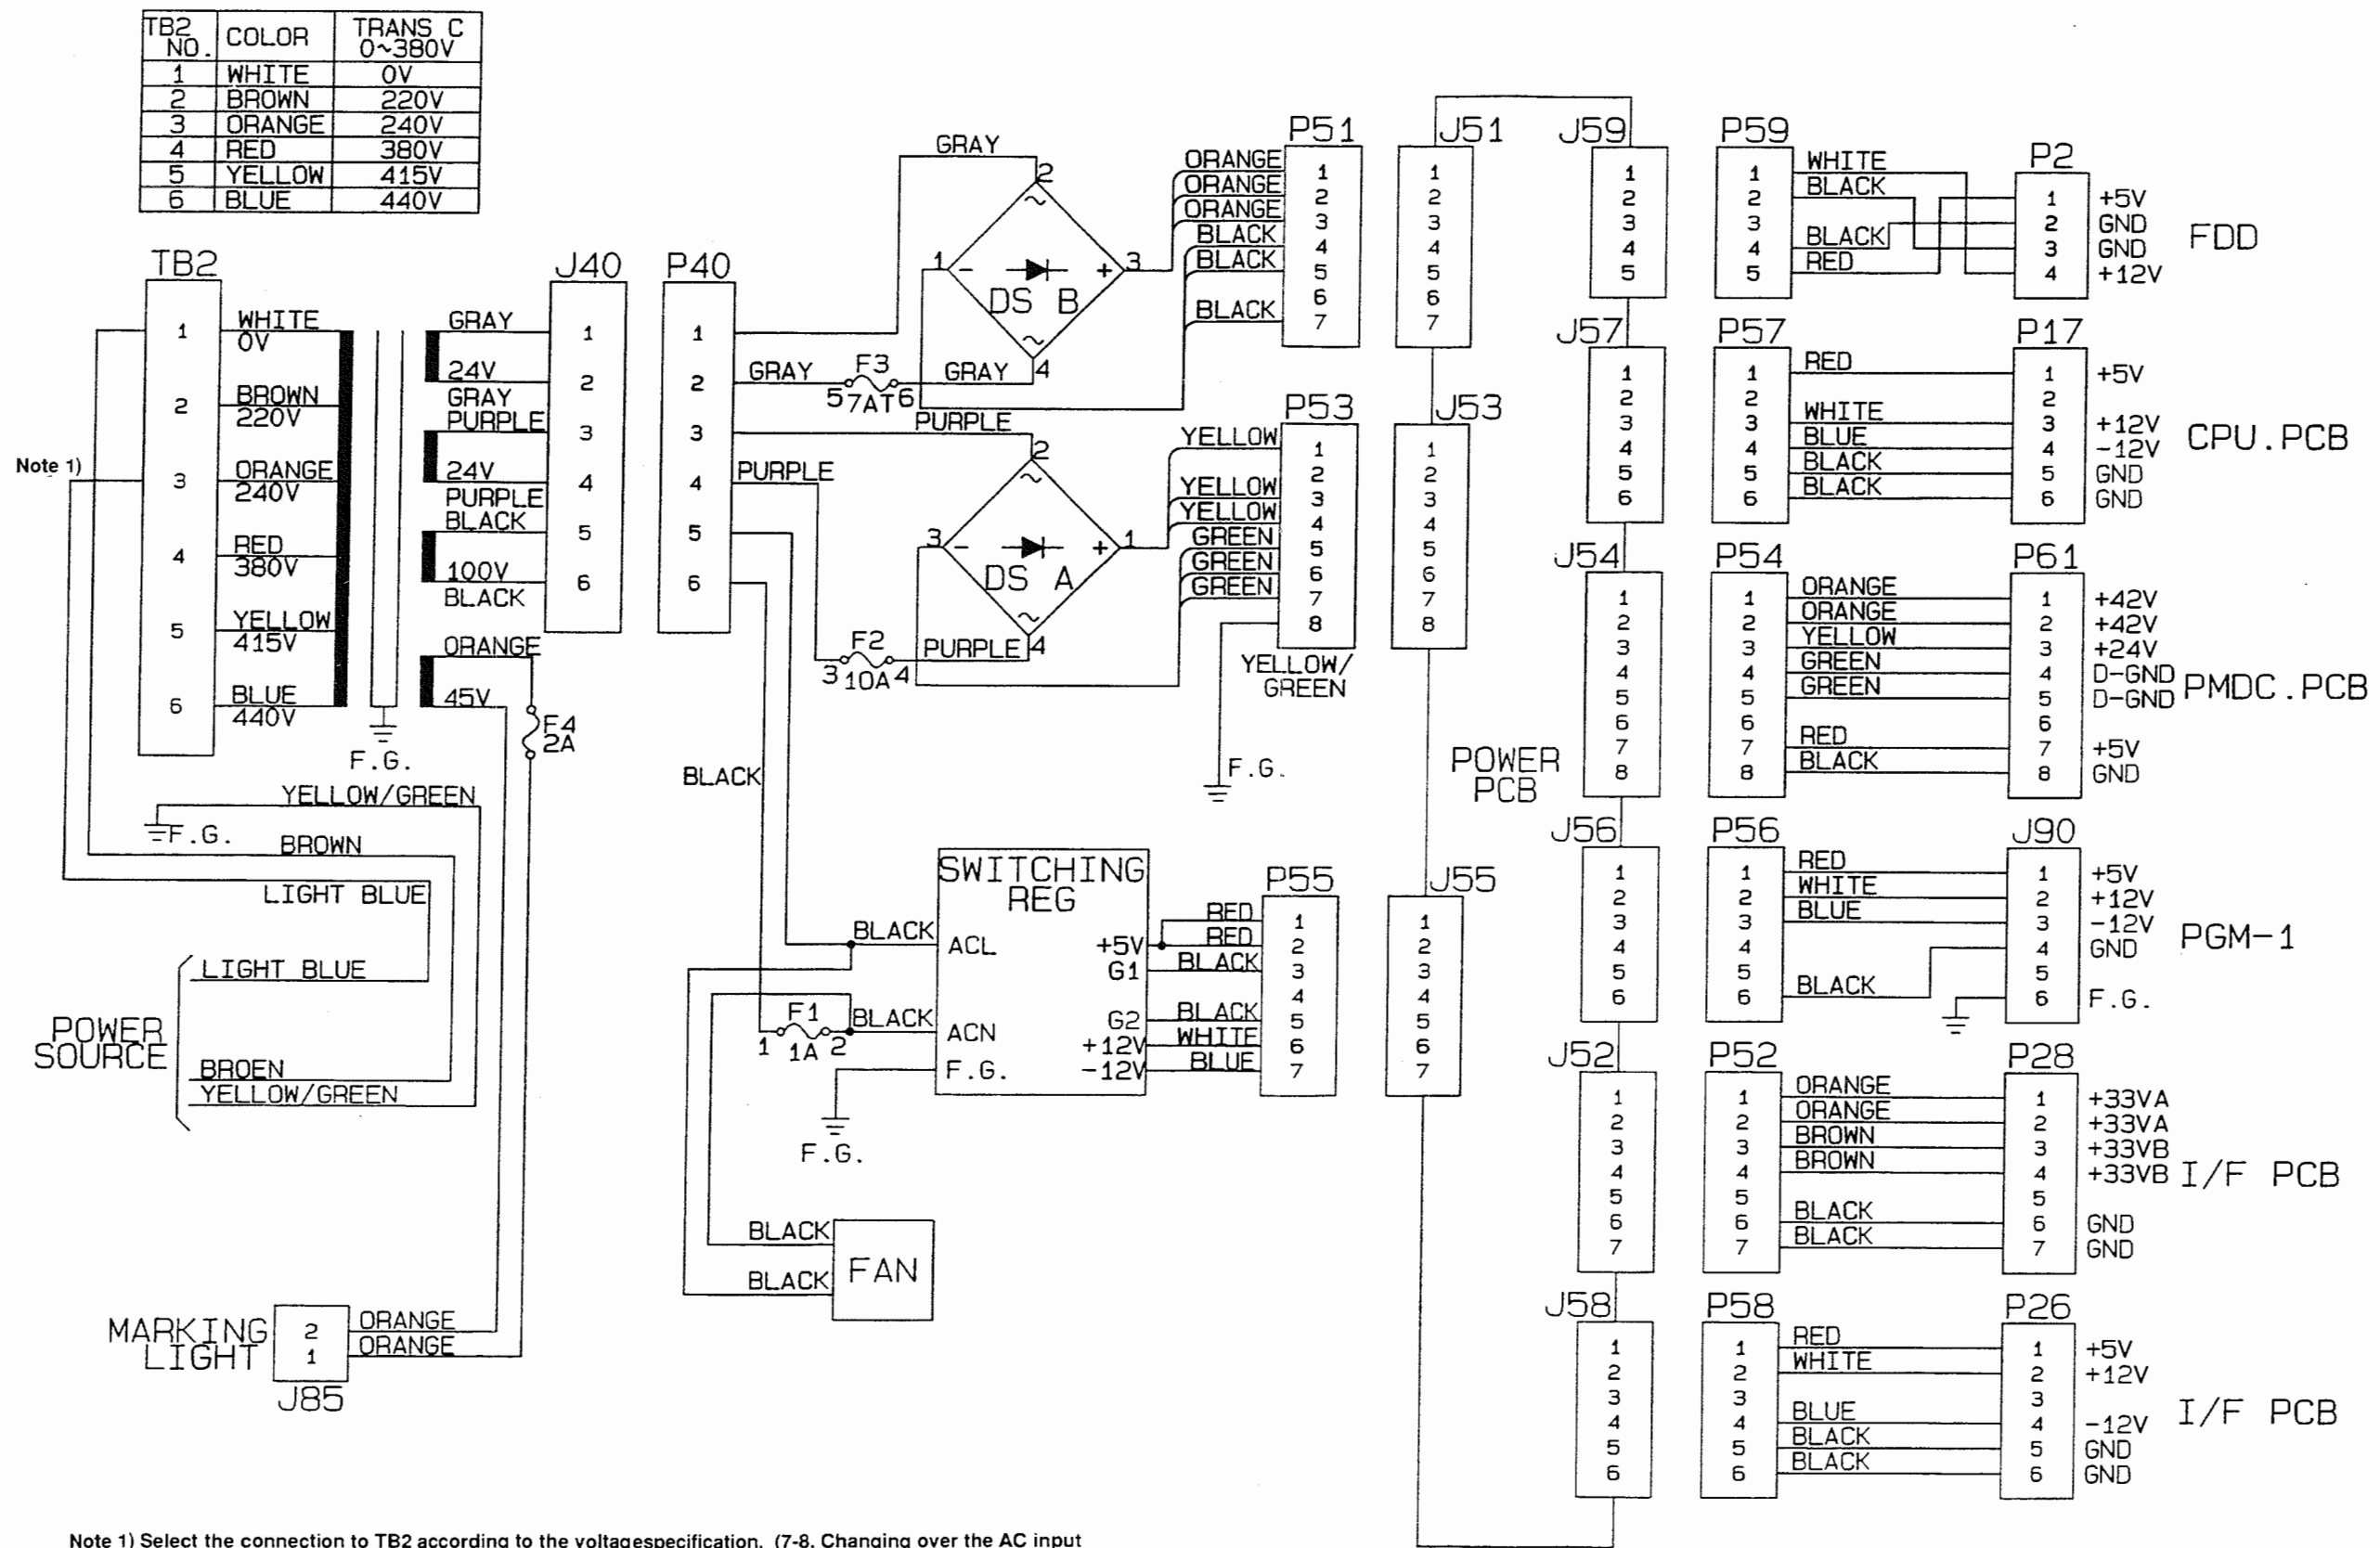 TB2 NO. COLOR TRANS C 0~380V
1 WHITE 0V
2 BROWN 220V
3 ORANGE 240V
4 RED 380V
5 YELLOW 415V
6 BLUE 440V
TB2
1 WHITE 0V
2 BROWN 220V
Note 1)
3 ORANGE 240V
4 RED 380V
5 YELLOW 415V
6 BLUE 440V
F.G.
GRAY
24V
GRAY
PURPLE
24V
PURPLE
BLACK
100V
BLACK
ORANGE
45V
F4
2A
J40
1
2
3
4
5
6
P40
1
2
3
4
5
6
YELLOW/GREEN
F.G.
BROWN
LIGHT BLUE
POWER SOURCE
LIGHT BLUE
BROEN
YELLOW/GREEN
MARKING LIGHT
2 ORANGE
1 ORANGE
J85
GRAY
2
1 - ~ + 3
DS B
~
4
GRAY F3 GRAY
5 7AT 6
PURPLE
PURPLE
2
3 - ~ + 1
DS A
~
4
F2 PURPLE
3 10A 4
BLACK
P51
ORANGE 1
ORANGE 2
ORANGE 3
BLACK 4
BLACK 5
6
BLACK 7
P53
YELLOW 1
2
YELLOW 3
YELLOW 4
GREEN 5
GREEN 6
GREEN 7
8
YELLOW/
GREEN
F.G.
SWITCHING
REG
BLACK ACL
F1
1 1A 2
BLACK ACN
F.G.
F.G.
+5V
G1
G2
+12V
-12V
P55
RED 1
RED 2
BLACK 3
4
BLACK 5
WHITE 6
BLUE 7
BLACK
BLACK
FAN
J51
1
2
3
4
5
6
7
J53
1
2
3
4
5
6
7
8
POWER
PCB
J55
1
2
3
4
5
6
7
J59
1
2
3
4
5
J57
1
2
3
4
5
6
J54
1
2
3
4
5
6
7
8
J56
1
2
3
4
5
6
J52
1
2
3
4
5
6
7
J58
1
2
3
4
5
6
P59 P2
1 WHITE 1 +5V
2 BLACK 2 GND
3 3 GND
4 BLACK 4 +12V
5 RED
FDD
P57 P17
1 RED 1 +5V
2 2
3 WHITE 3 +12V
4 BLUE 4 -12V
5 BLACK 5 GND
6 BLACK 6 GND
CPU.PCB
P54 P61
1 ORANGE 1 +42V
2 ORANGE 2 +42V
3 YELLOW 3 +24V
4 GREEN 4 D-GND
5 GREEN 5 D-GND
6 6
7 RED 7 +5V
8 BLACK 8 GND
PMDC.PCB
P56 J90
1 RED 1 +5V
2 WHITE 2 +12V
3 BLUE 3 -12V
4 4 GND
5 5
6 BLACK 6 F.G.
PGM-1
P52 P28
1 ORANGE 1 +33VA
2 ORANGE 2 +33VA
3 BROWN 3 +33VB
4 BROWN 4 +33VB
5 5
6 BLACK 6 GND
7 BLACK 7 GND
I/F PCB
P58 P26
1 RED 1 +5V
2 WHITE 2 +12V
3 3
4 BLUE 4 -12V
5 BLACK 5 GND
6 BLACK 6 GND
I/F PCB
Note 1) Select the connection to TB2 according to the voltagespecification. (7-8. Changing over the AC input